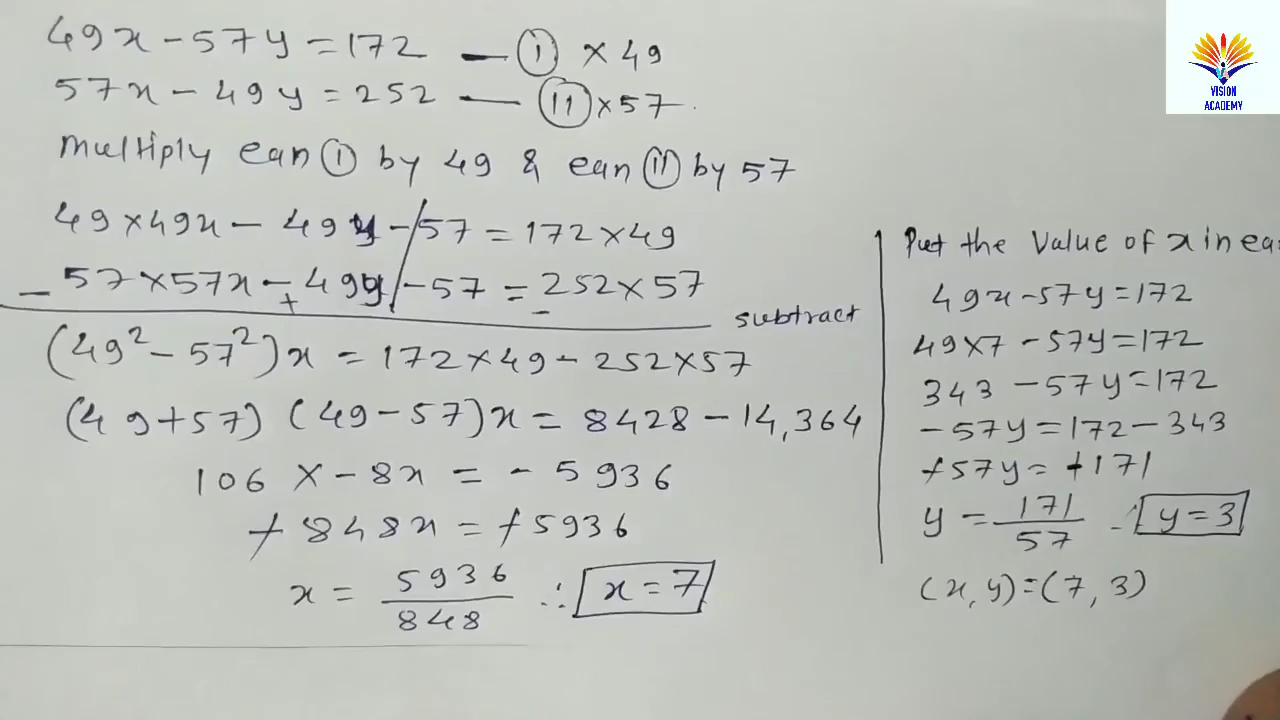 49x - 57y = 172 — (I) × 49
57x - 49y = 252 — (II) × 57
Multiply eqn (I) by 49 & eqn (II) by 57
49×49x - 49y - 57 = 172×49
- 57×57x - 49y - 57 = 252×57
+ -
subtract
(49² - 57²)x = 172×49 - 252×57
(49+57) (49-57)x = 8428 - 14,364
106 × -8x = -5936
+848x = +5936
x = 5936/848 ∴ x = 7
Put the Value of x in eq
49x - 57y = 172
49×7 - 57y = 172
343 - 57y = 172
-57y = 172 - 343
+57y = +171
y = 171/57 ∴ y = 3
(x, y) = (7, 3)
VISION
ACADEMY